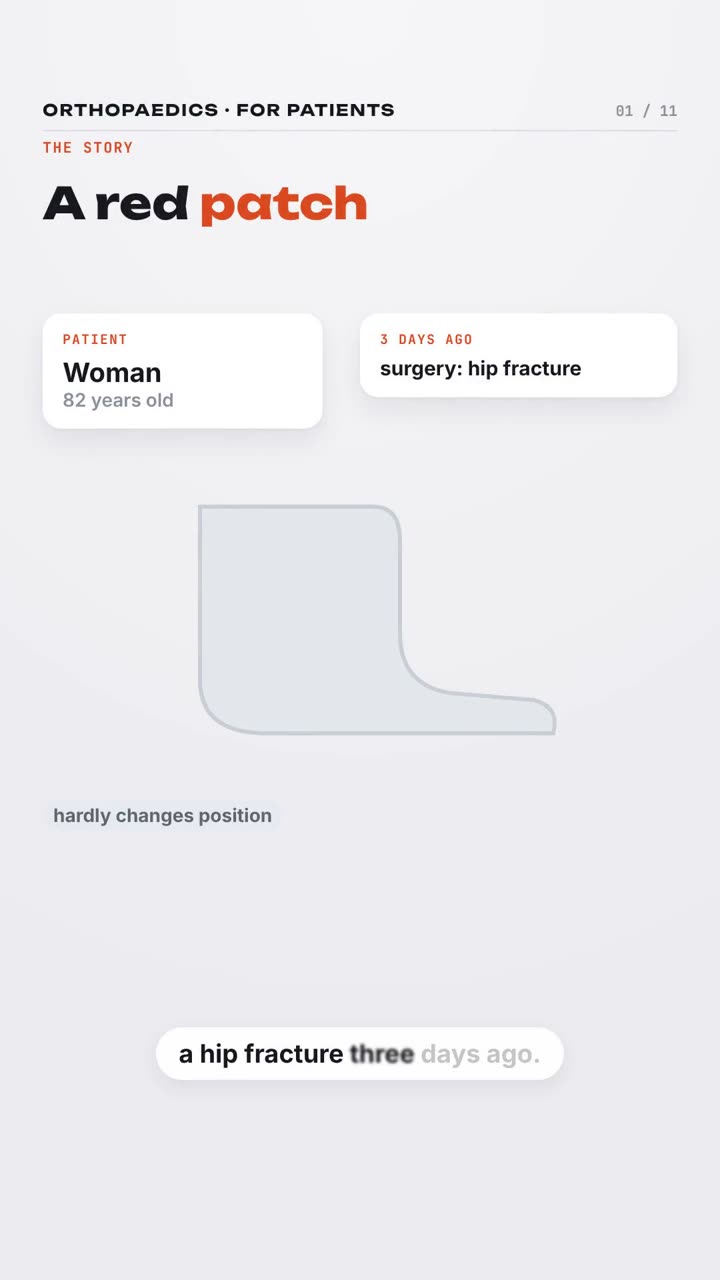 ORTHOPAEDICS · FOR PATIENTS
01 / 11
THE STORY
A red patch
PATIENT
Woman
82 years old
3 DAYS AGO
surgery: hip fracture
hardly changes position
a hip fracture three days ago.